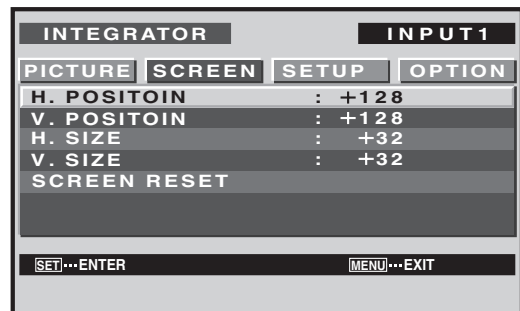 INTEGRATOR INPUT1
PICTURE SCREEN SETUP OPTION
H. POSITOIN : +128
V. POSITOIN : +128
H. SIZE : +32
V. SIZE : +32
SCREEN RESET
SET···ENTER MENU···EXIT